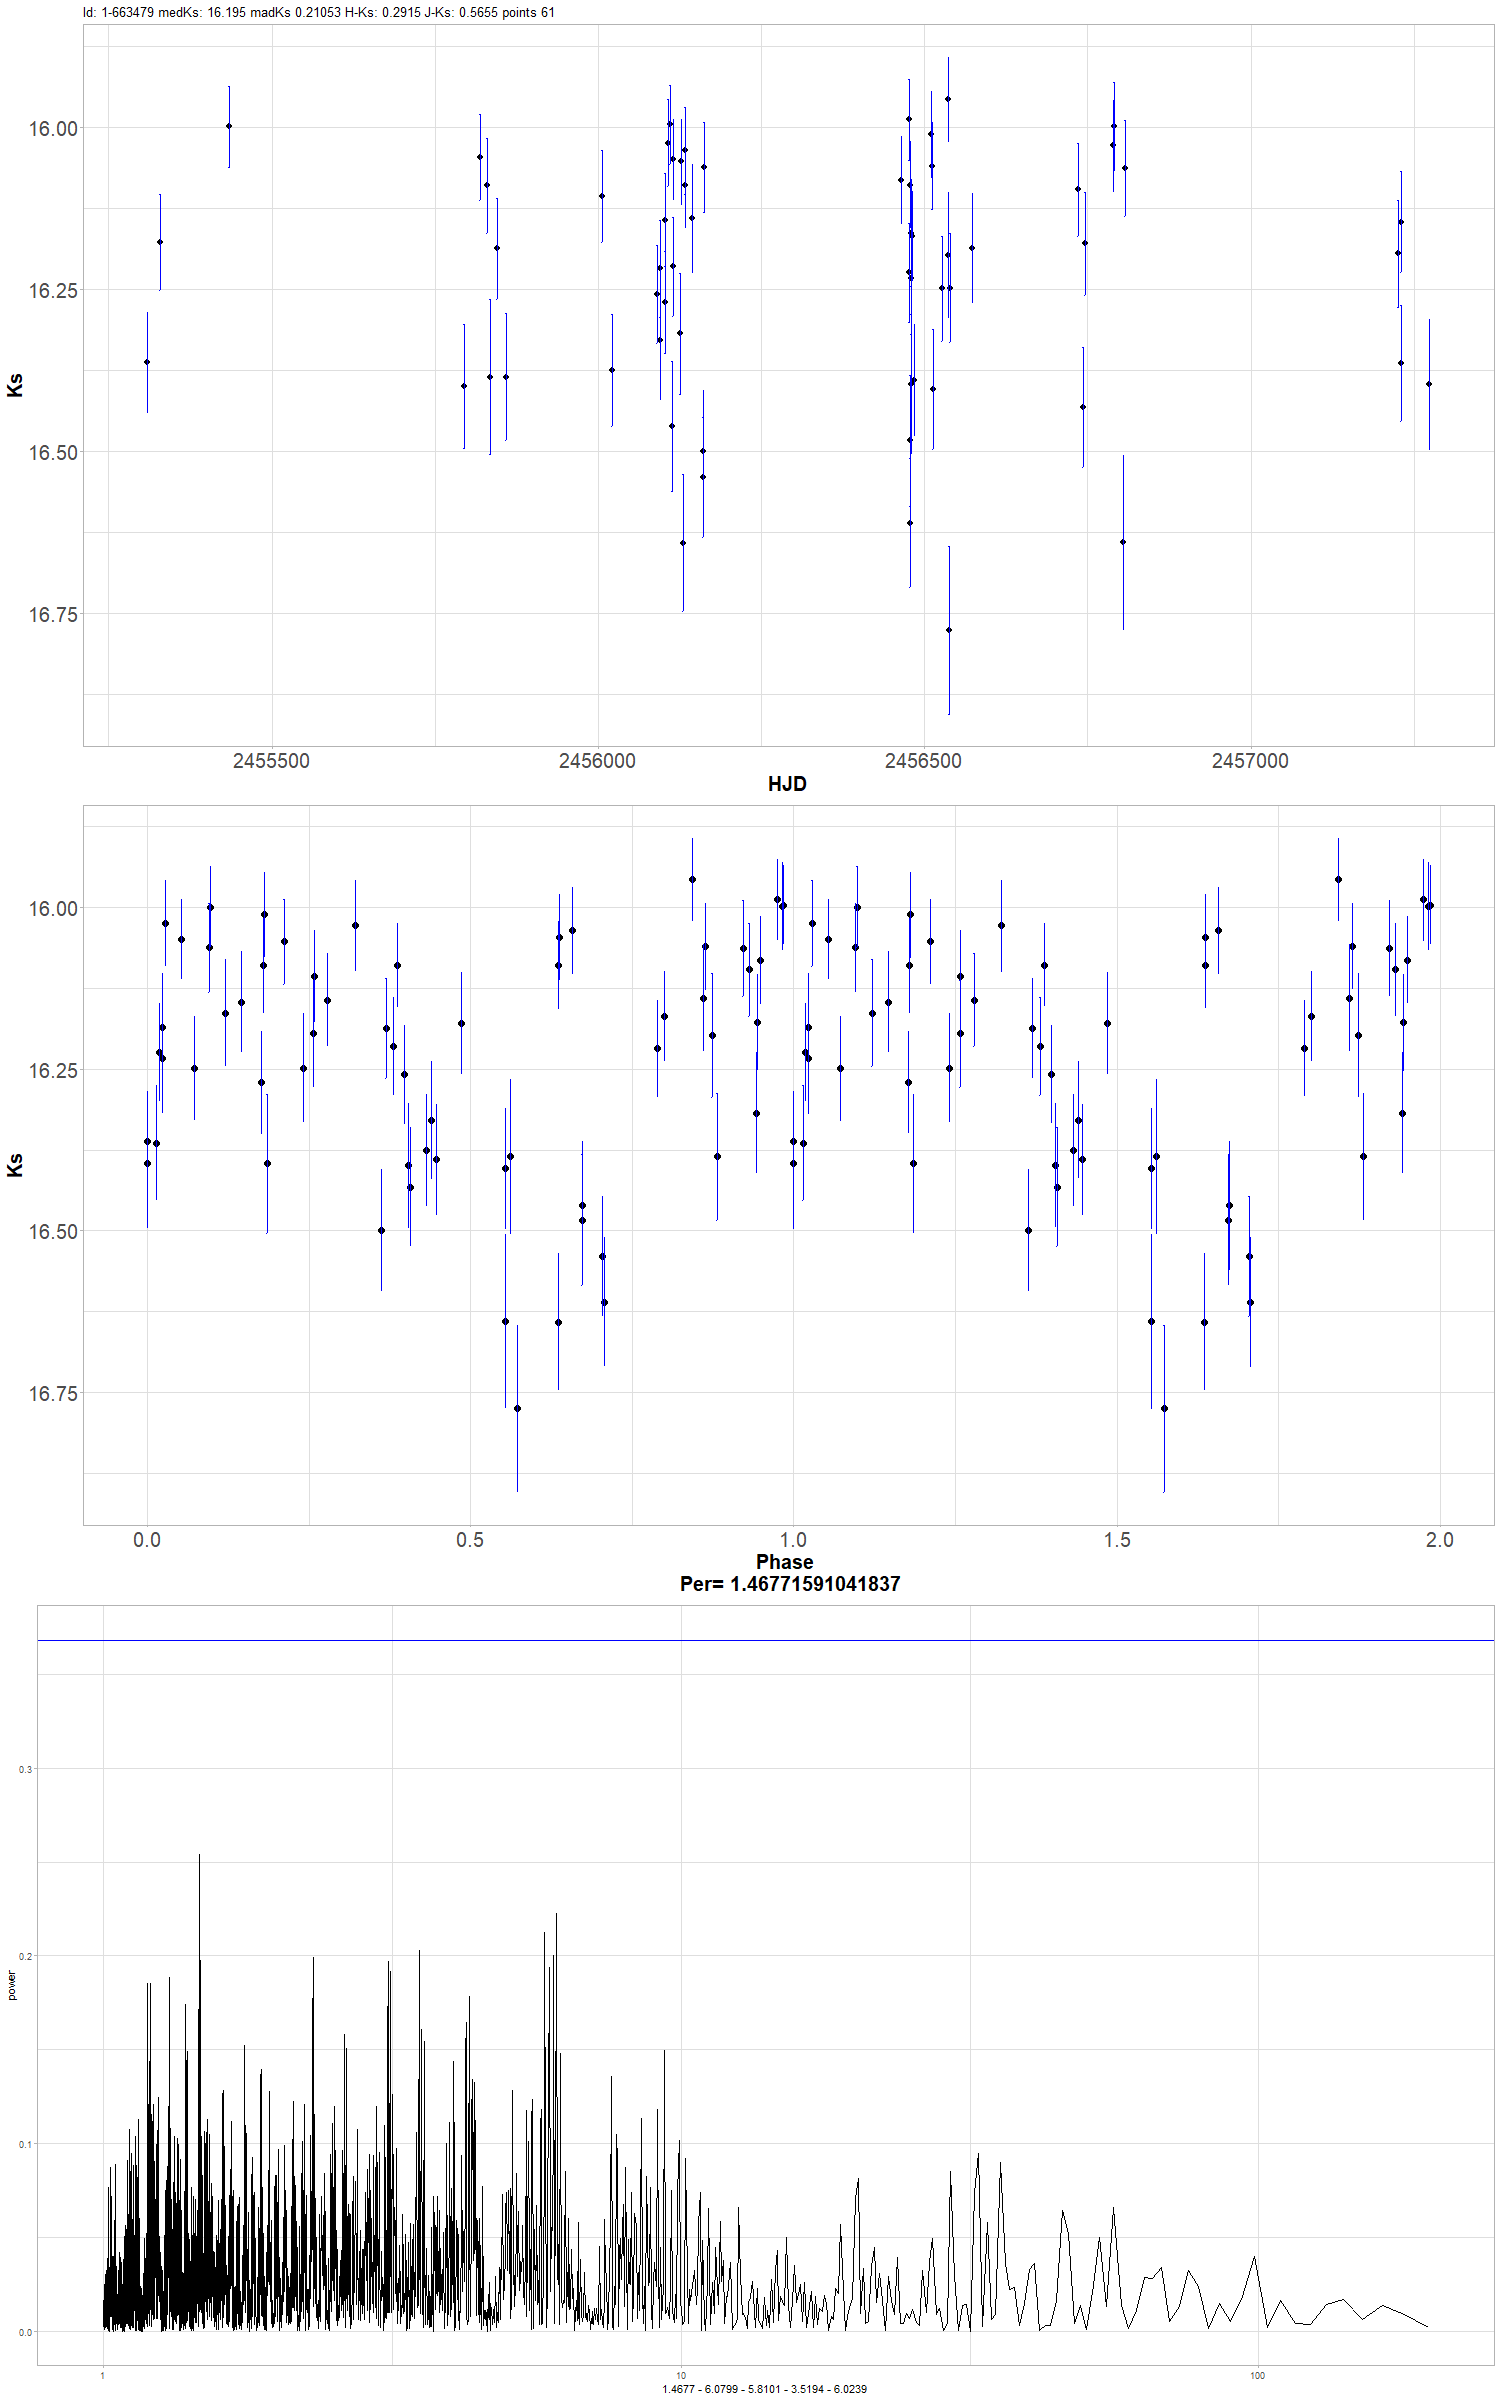 Id: 1-663479 medKs: 16.195 madKs 0.21053 H-Ks: 0.2915 J-Ks: 0.5655 points 61
16.00
16.25
16.50
16.75
Ks
2455500 2456000 2456500 2457000
HJD
16.00
16.25
16.50
16.75
Ks
0.0 0.5 1.0 1.5 2.0
Phase
Per= 1.46771591041837
0.3
0.2
0.1
0.0
power
1 10 100
1.4677 - 6.0799 - 5.8101 - 3.5194 - 6.0239